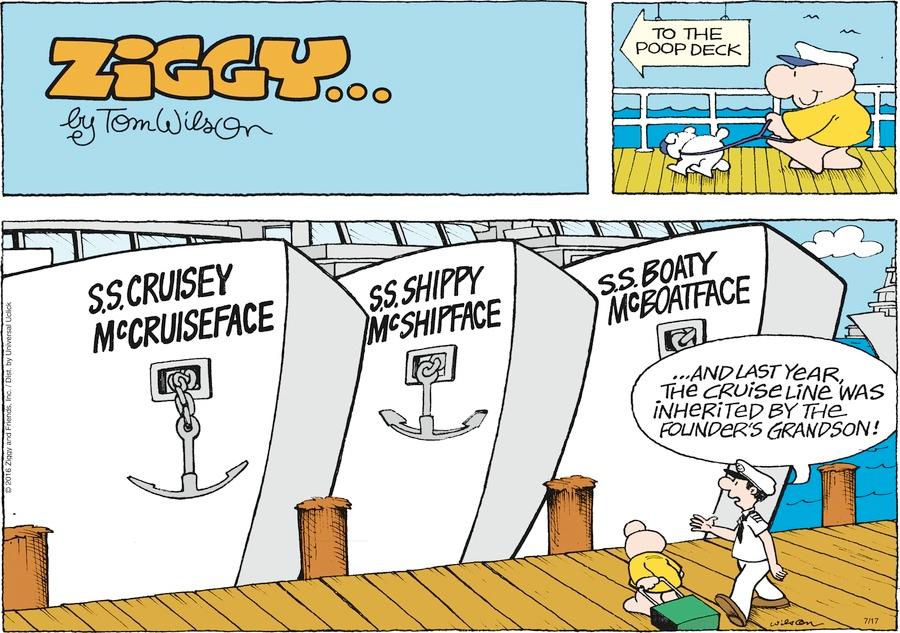 ZiGGY...
by Tom Wilson
TO THE
POOP DECK
S.S. CRUISEY
McCRUISEFACE
S.S. SHIPPY
McSHIPFACE
S.S. BOATY
McBOATFACE
...AND LAST YEAR,
THE CRUISE LINE WAS
INHERITED BY THE
FOUNDER'S GRANDSON!
© 2016 Ziggy and Friends, Inc. / Dist. by Universal Uclick
WiLSON
7/17